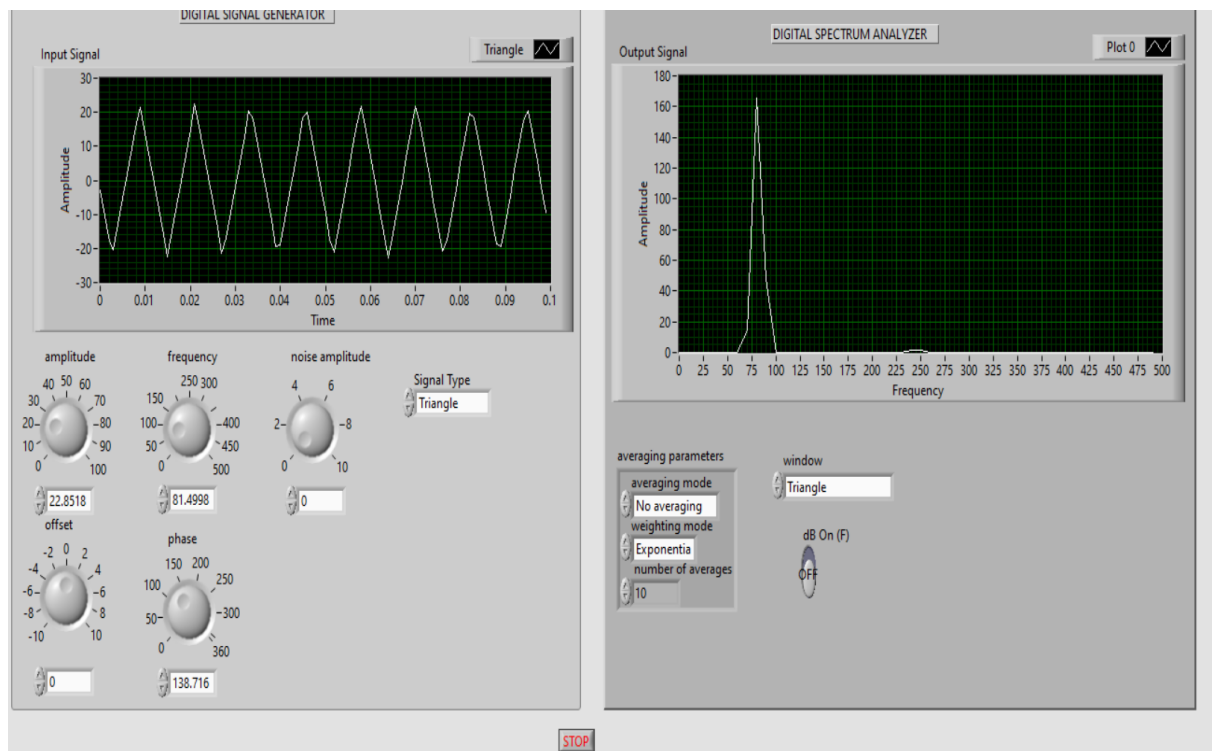 DIGITAL SIGNAL GENERATOR
Input Signal
Triangle
Amplitude
30
20
10
0
-10
-20
-30
0 0.01 0.02 0.03 0.04 0.05 0.06 0.07 0.08 0.09 0.1
Time
amplitude
0 10 20 30 40 50 60 70 80 90 100
22.8518
frequency
0 50 100 150 250 300 400 450 500
81.4998
noise amplitude
0 2 4 6 8 10
0
Signal Type
Triangle
offset
-10 -8 -6 -4 -2 0 2 4 6 8 10
0
phase
0 50 100 150 200 250 300 360
138.716
DIGITAL SPECTRUM ANALYZER
Output Signal
Plot 0
Amplitude
180
160
140
120
100
80
60
40
20
0
0 25 50 75 100 125 150 175 200 225 250 275 300 325 350 375 400 425 450 475 500
Frequency
averaging parameters
averaging mode
No averaging
weighting mode
Exponentia
number of averages
10
window
Triangle
dB On (F)
OFF
STOP